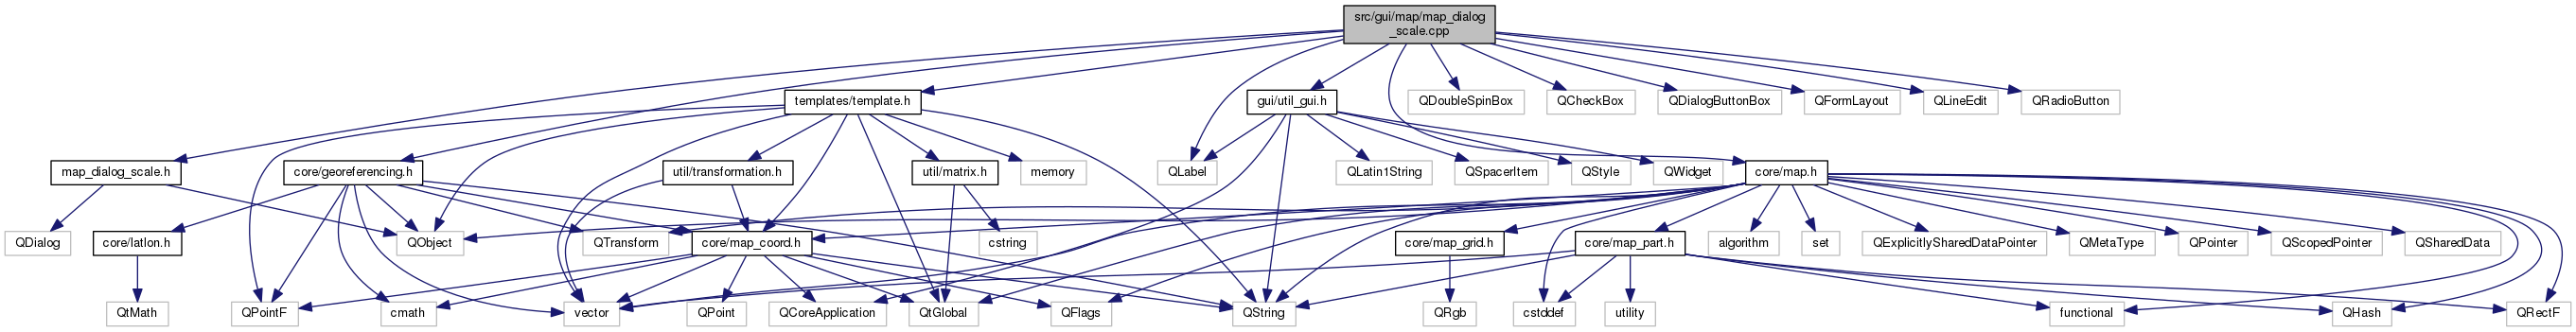 src/gui/map/map_dialog
_scale.cpp
templates/template.h
gui/util_gui.h
QDoubleSpinBox
QCheckBox
QDialogButtonBox
QFormLayout
QLineEdit
QRadioButton
map_dialog_scale.h
core/georeferencing.h
util/transformation.h
util/matrix.h
memory
QLabel
QLatin1String
QSpacerItem
QStyle
QWidget
core/map.h
QDialog
core/latlon.h
QObject
QTransform
core/map_coord.h
cstring
core/map_grid.h
core/map_part.h
algorithm
set
QExplicitlySharedDataPointer
QMetaType
QPointer
QScopedPointer
QSharedData
QtMath
QPointF
cmath
vector
QPoint
QCoreApplication
QtGlobal
QFlags
QString
QRgb
cstddef
utility
functional
QHash
QRectF